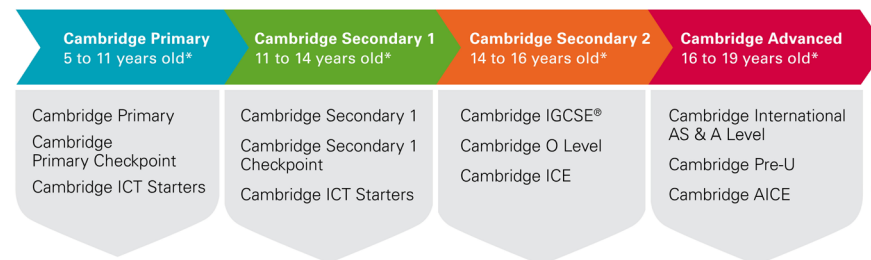 Cambridge Primary
5 to 11 years old*
Cambridge Secondary 1
11 to 14 years old*
Cambridge Secondary 2
14 to 16 years old*
Cambridge Advanced
16 to 19 years old*
Cambridge Primary
Cambridge
Primary Checkpoint
Cambridge ICT Starters
Cambridge Secondary 1
Cambridge Secondary 1
Checkpoint
Cambridge ICT Starters
Cambridge IGCSE®
Cambridge O Level
Cambridge ICE
Cambridge International
AS & A Level
Cambridge Pre-U
Cambridge AICE